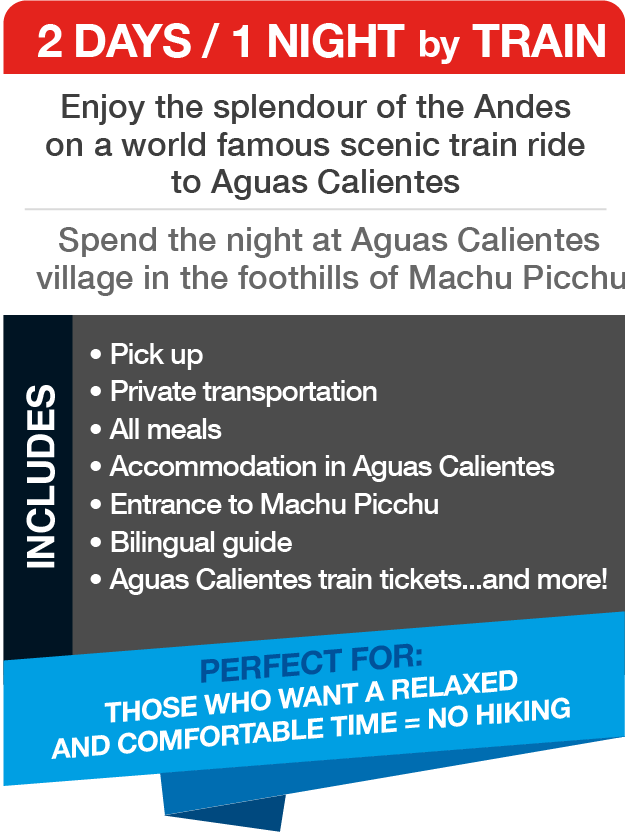 2 DAYS / 1 NIGHT by TRAIN
Enjoy the splendour of the Andes
on a world famous scenic train ride
to Aguas Calientes
Spend the night at Aguas Calientes
village in the foothills of Machu Picchu
INCLUDES
• Pick up
• Private transportation
• All meals
• Accommodation in Aguas Calientes
• Entrance to Machu Picchu
• Bilingual guide
• Aguas Calientes train tickets...and more!
PERFECT FOR:
THOSE WHO WANT A RELAXED
AND COMFORTABLE TIME = NO HIKING